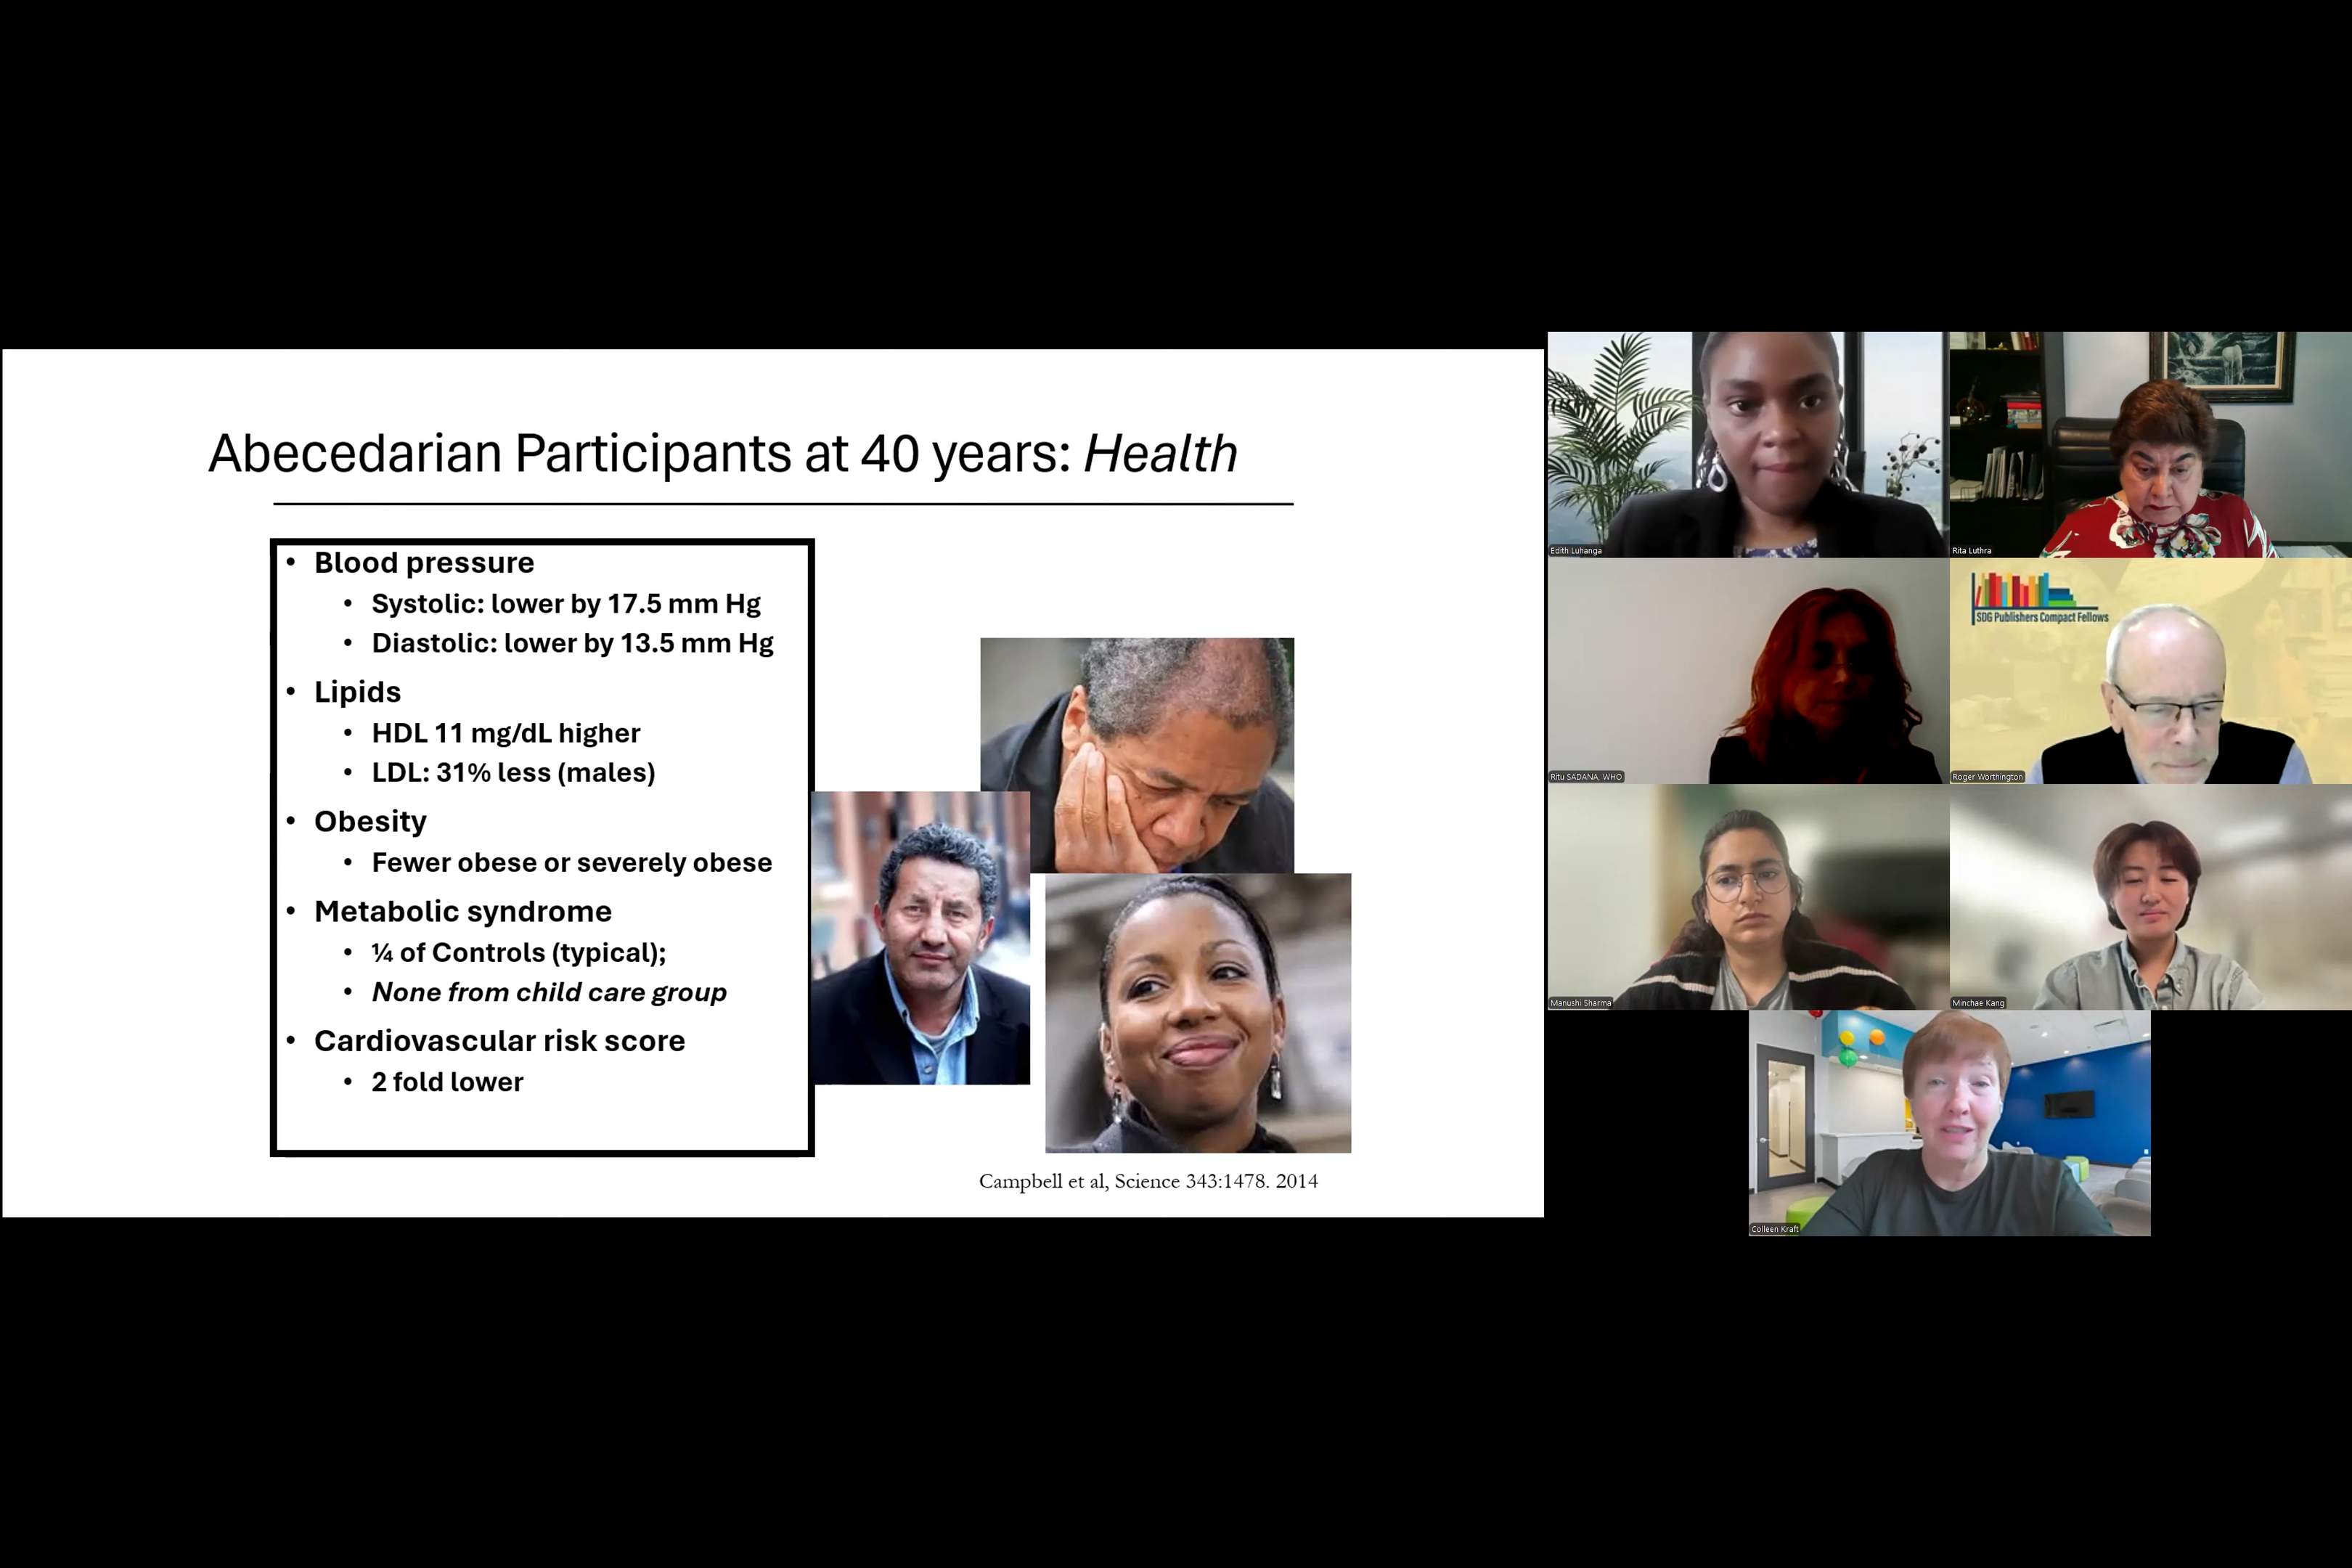 Abecedarian Participants at 40 years: Health
• Blood pressure
• Systolic: lower by 17.5 mm Hg
• Diastolic: lower by 13.5 mm Hg
• Lipids
• HDL 11 mg/dL higher
• LDL: 31% less (males)
• Obesity
• Fewer obese or severely obese
• Metabolic syndrome
• ¼ of Controls (typical);
• None from child care group
• Cardiovascular risk score
• 2 fold lower
Campbell et al, Science 343:1478. 2014
Edith Luhanga
Rita Luthra
Ritu SADANA, WHO
SDG Publishers Compact Fellows
Roger Worthington
Manushi Sharma
Minchae Kang
Colleen Kraft